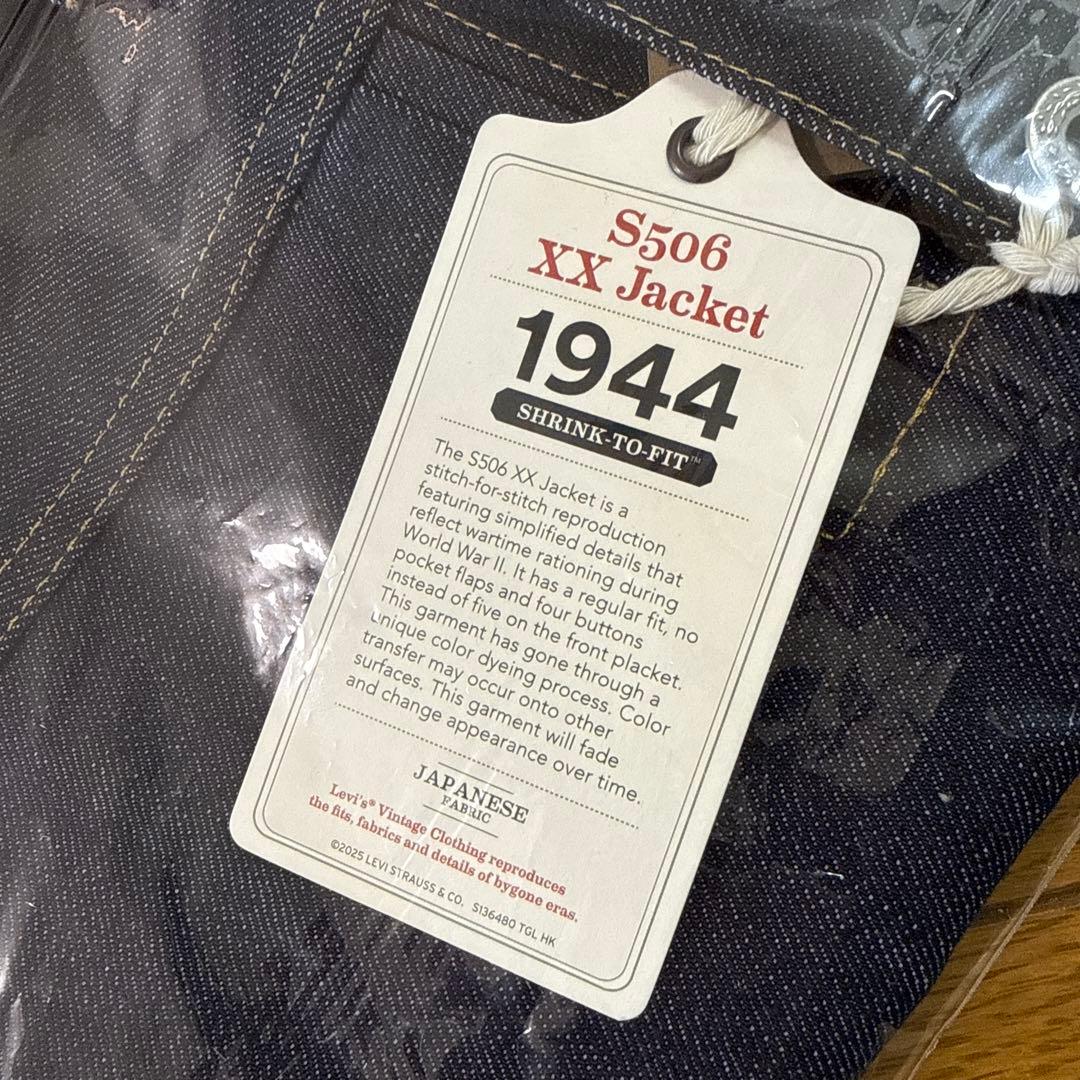 S506
XX Jacket
1944
SHRINK-TO-FIT™
The S506 XX Jacket is a
stitch-for-stitch reproduction
featuring simplified details that
reflect wartime rationing during
World War II. It has a regular fit, no
pocket flaps and four buttons
instead of five on the front placket.
This garment has gone through a
unique color dyeing process. Color
transfer may occur onto other
surfaces. This garment will fade
and change appearance over time.
JAPANESE
FABRIC
Levi's® Vintage Clothing reproduces
the fits, fabrics and details of bygone eras.
©2025 LEVI STRAUSS & CO. S136480 TGL HK